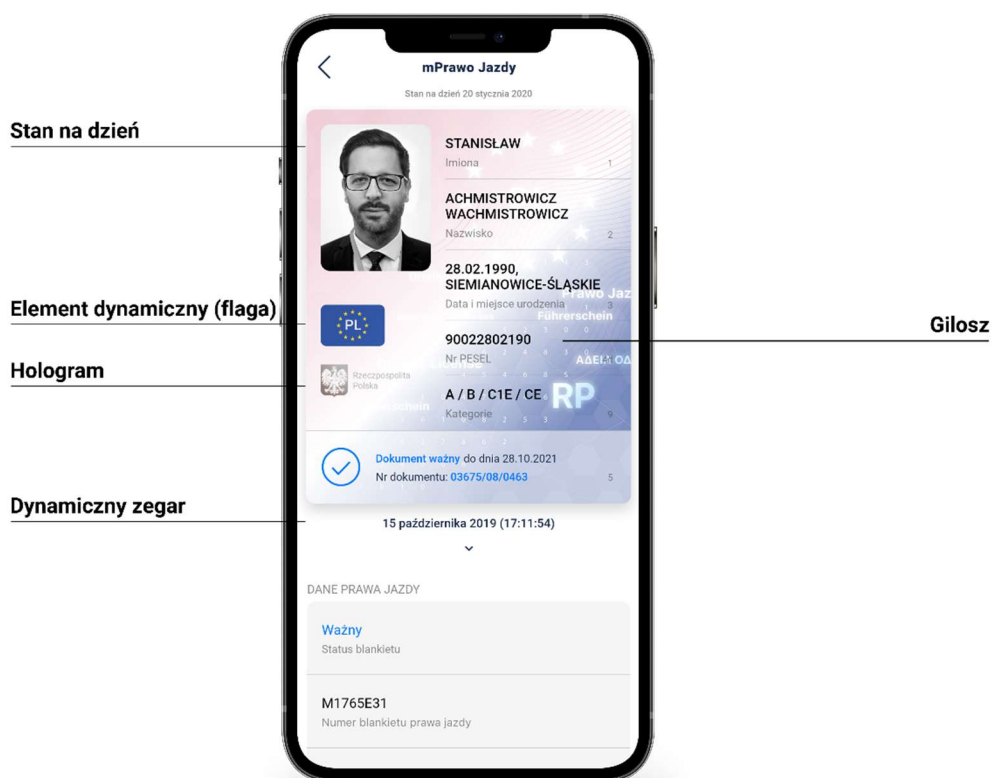 mPrawo Jazdy
Stan na dzień 20 stycznia 2020
Stan na dzień
STANISŁAW
Imiona 1
ACHMISTROWICZ
WACHMISTROWICZ
Nazwisko 2
28.02.1990,
SIEMIANOWICE-ŚLĄSKIE
Prawo Jaz
Data i miejsce urodzenia 3
Element dynamiczny (flaga)
PL
Führerschein
Gilosz
90022802190
Nr PESEL
ΑΔΕΙΑ ΟΔ
Hologram
Rzeczpospolita
Polska
A / B / C1E / CE
RP
Kategorie 9
Dokument ważny do dnia 28.10.2021
Nr dokumentu: 03675/08/0463 5
Dynamiczny zegar
15 października 2019 (17:11:54)
DANE PRAWA JAZDY
Ważny
Status blankietu
M1765E31
Numer blankietu prawa jazdy